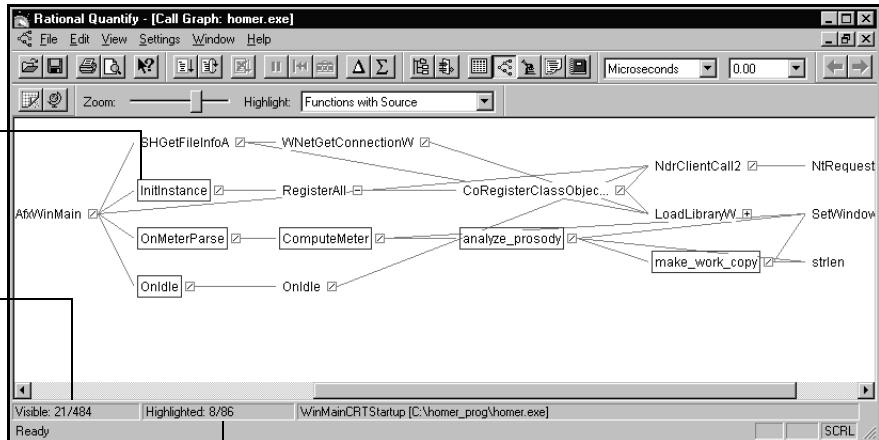 Rational Quantify - [Call Graph: homer.exe]
File Edit View Settings Window Help
Microseconds 0.00
Zoom: Highlight: Functions with Source
SHGetFileInfoA WNetGetConnectionW
NdrClientCall2 NtRequest
InitInstance RegisterAll CoRegisterClassObjec...
AfxWinMain LoadLibraryW SetWindow
OnMeterParse ComputeMeter analyze_prosody
make_work_copy strlen
OnIdle OnIdle
Visible: 21/484 Highlighted: 8/86 WinMainCRTStartup [C:\homer_prog\homer.exe]
Ready SCRL